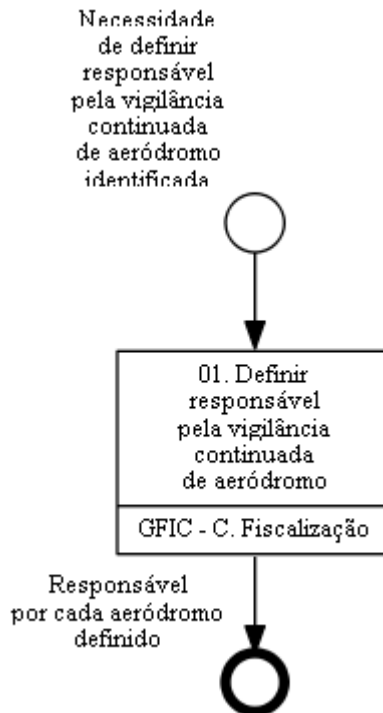 Necessidade
de definir
responsável
pela vigilância
continuada
de aeródromo
identificada
01. Definir
responsável
pela vigilância
continuada
de aeródromo
GFIC - C. Fiscalização
Responsável
por cada aeródromo
definido